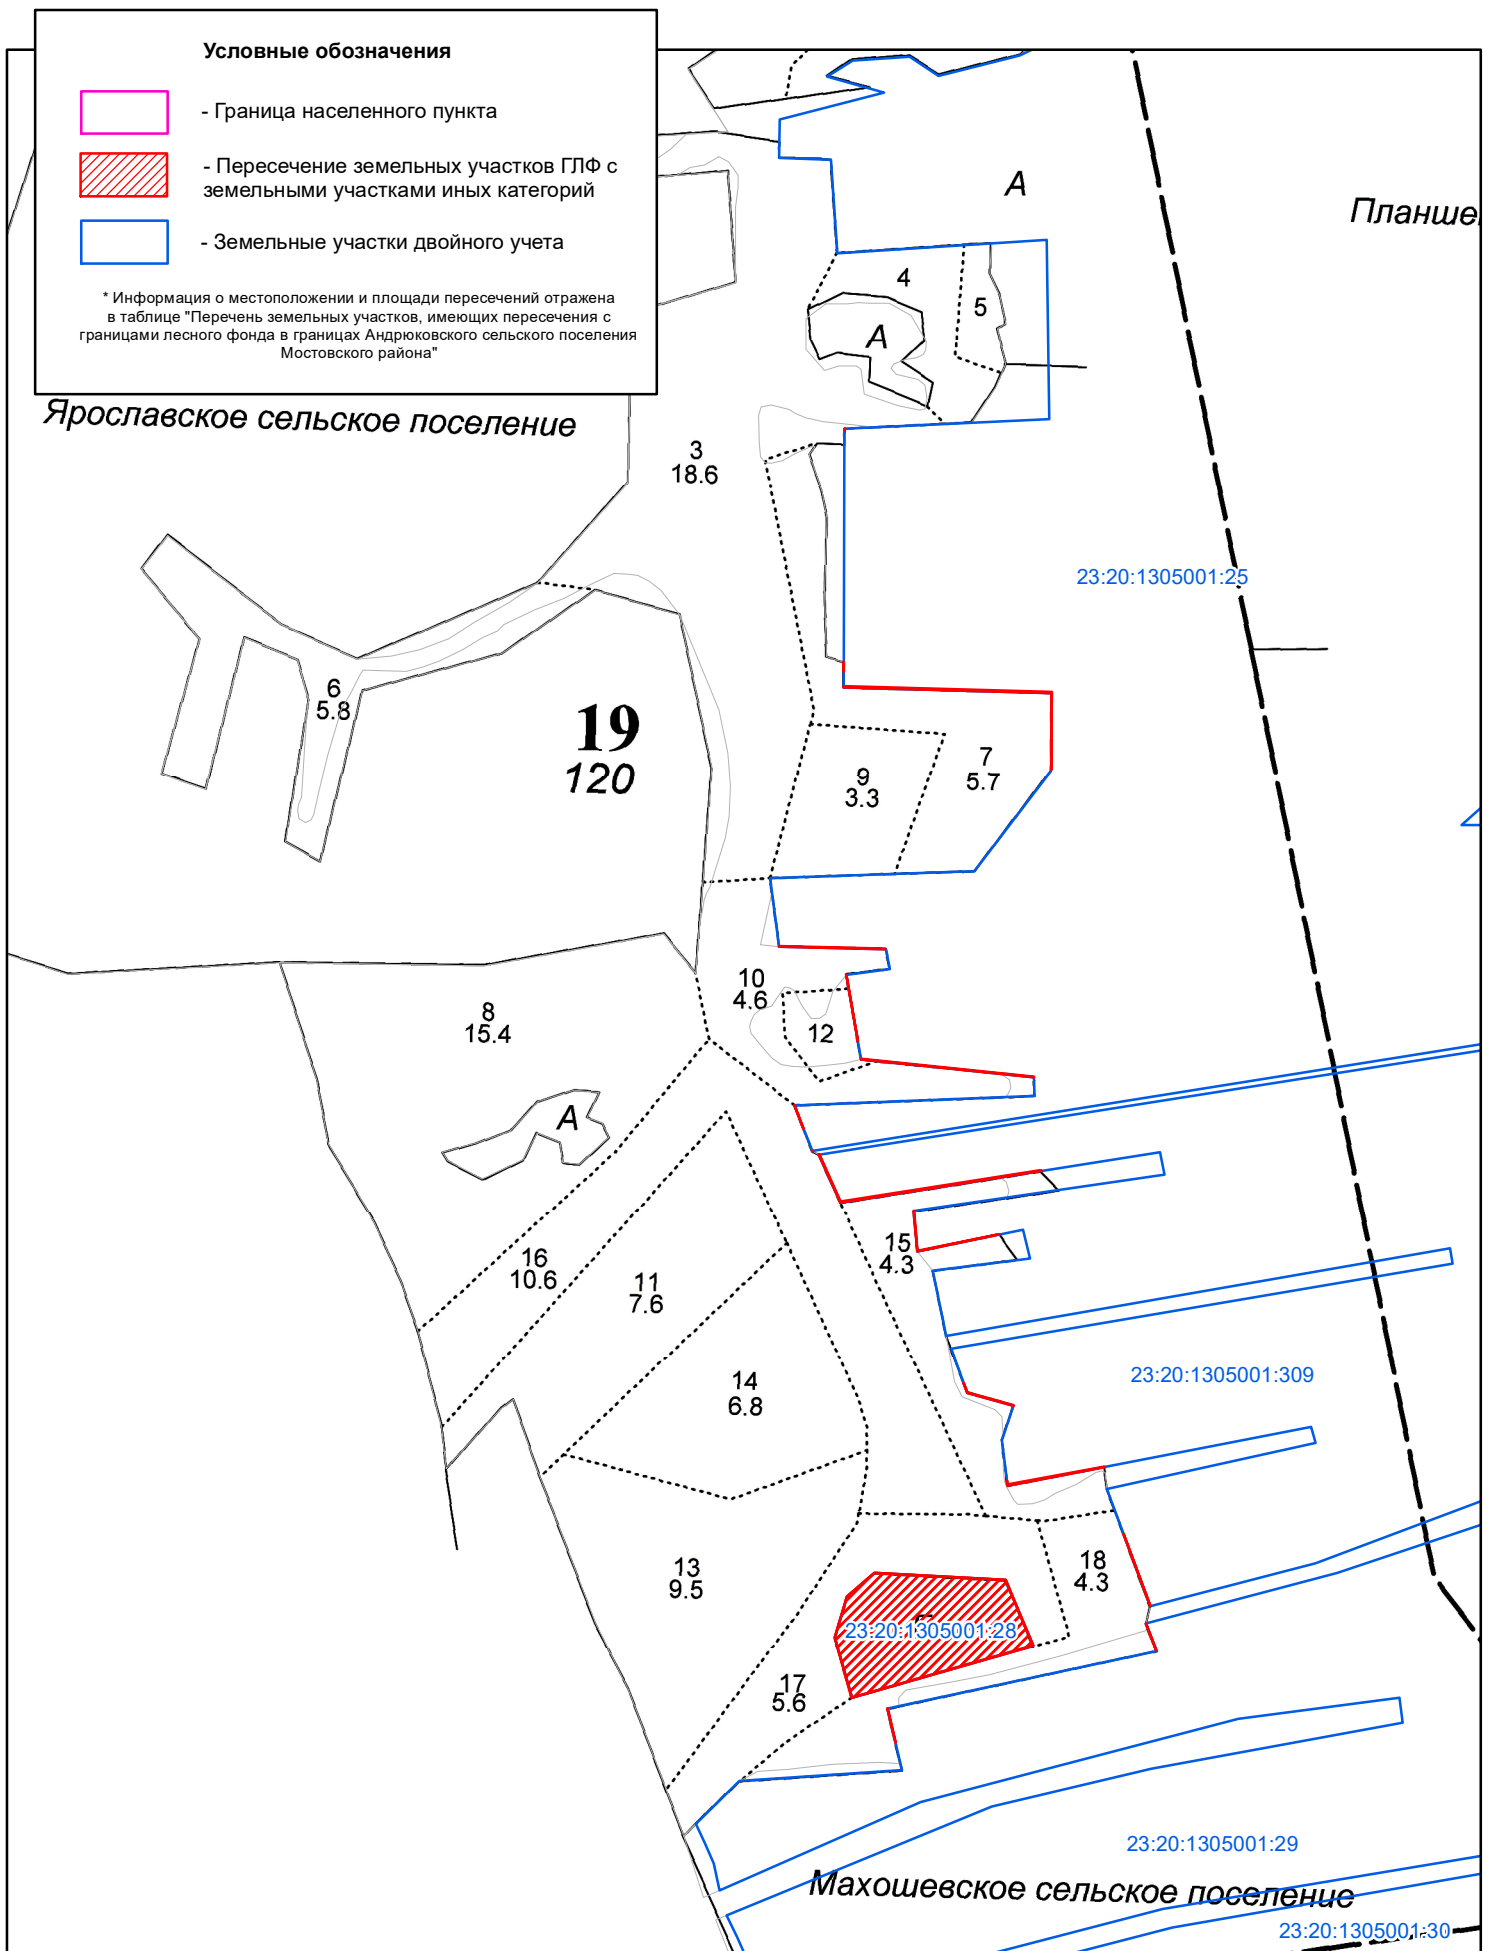 Условные обозначения
- Граница населенного пункта
- Пересечение земельных участков ГЛФ с
земельными участками иных категорий
- Земельные участки двойного учета
* Информация о местоположении и площади пересечений отражена
в таблице "Перечень земельных участков, имеющих пересечения с
границами лесного фонда в границах Андрюковского сельского поселения
Мостовского района"
А
Планше
4
5
А
Ярославское сельское поселение
3
18.6
23:20:1305001:25
6
5.8
19
120
7
5.7
9
3.3
10
4.6
8
15.4
12
А
15
4.3
16
10.6
11
7.6
23:20:1305001:309
14
6.8
13
9.5
18
4.3
23:20:1305001:28
17
5.6
23:20:1305001:29
Махошевское сельское поселение
23:20:1305001:30